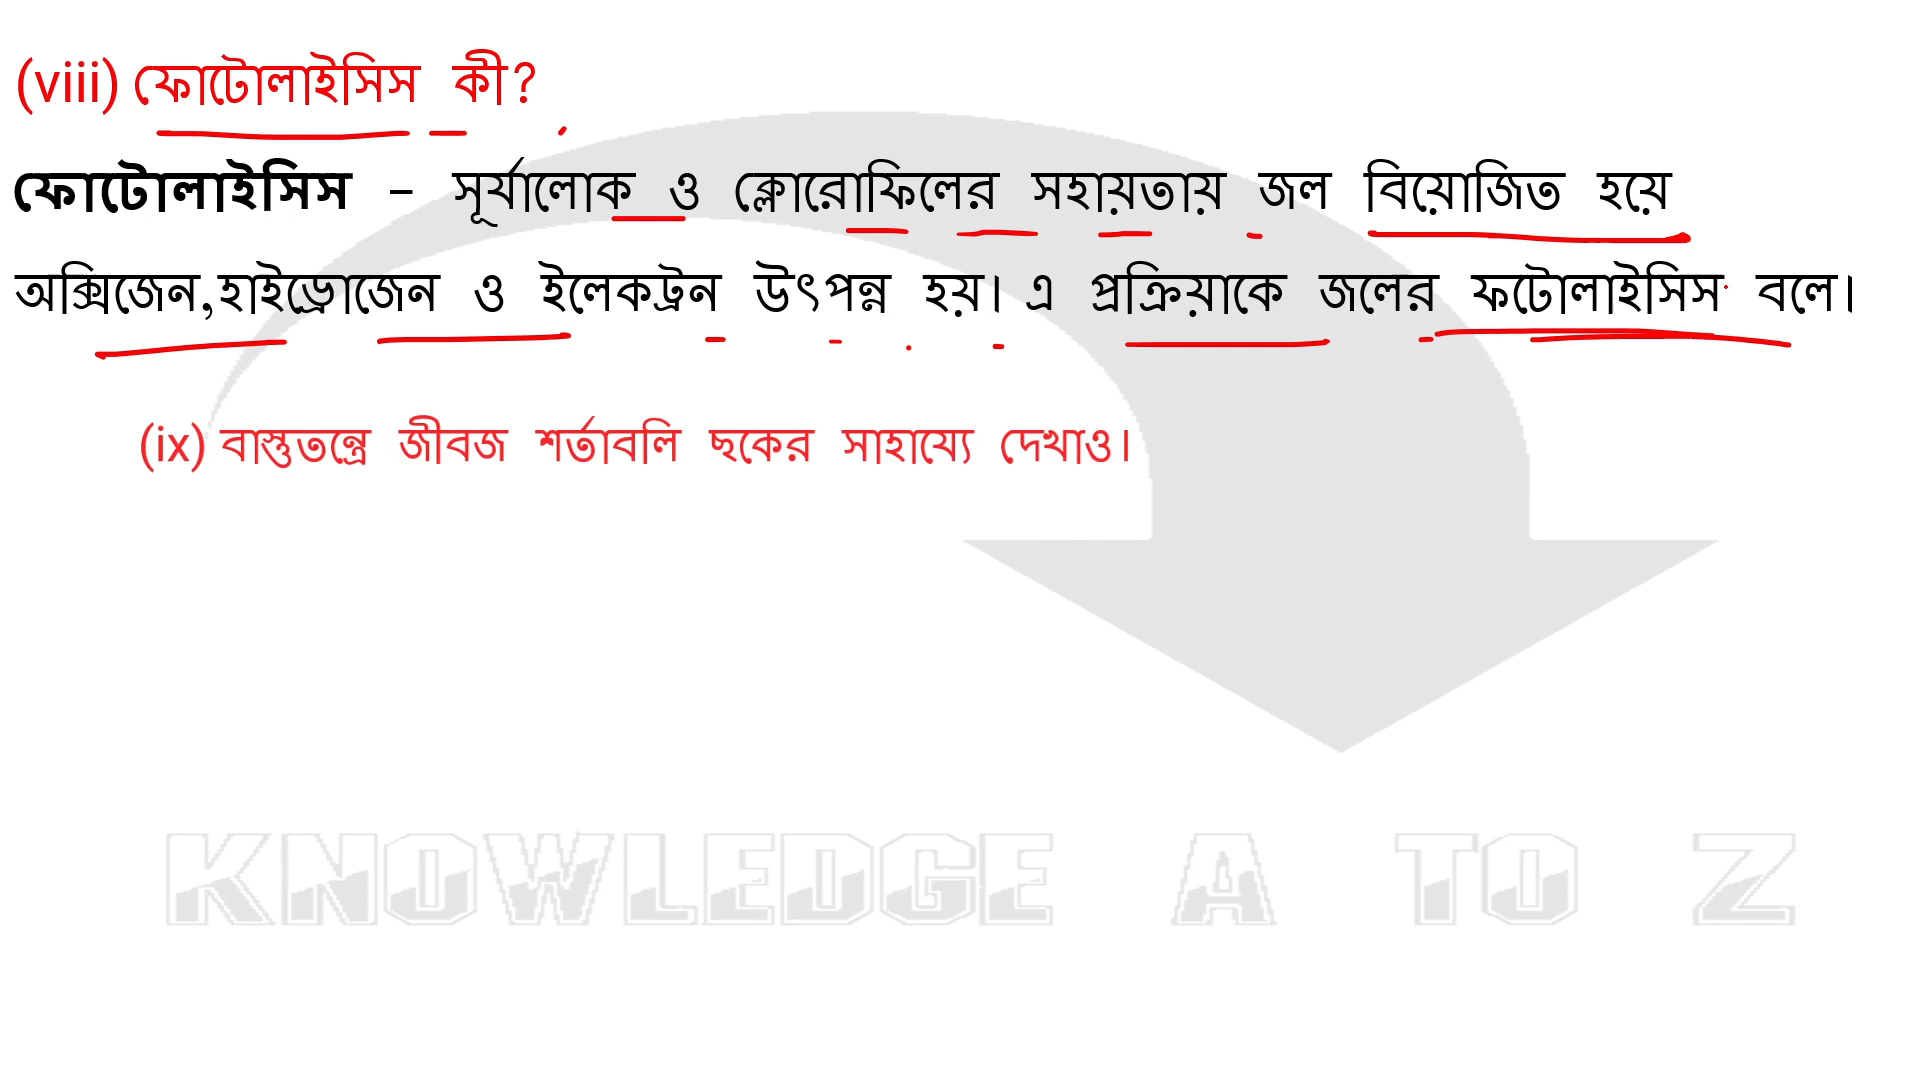 (viii) ফোটোলাইসিস কী?
ফোটোলাইসিস – সূর্যালোক ও ক্লোরোফিলের সহায়তায় জল বিয়োজিত হয়ে
অক্সিজেন,হাইড্রোজেন ও ইলেকট্রন উৎপন্ন হয়। এ প্রক্রিয়াকে জলের ফটোলাইসিস বলে।
(ix) বাস্তুতন্ত্রে জীবজ শর্তাবলি ছকের সাহায্যে দেখাও।
KNOWLEDGE A TO Z